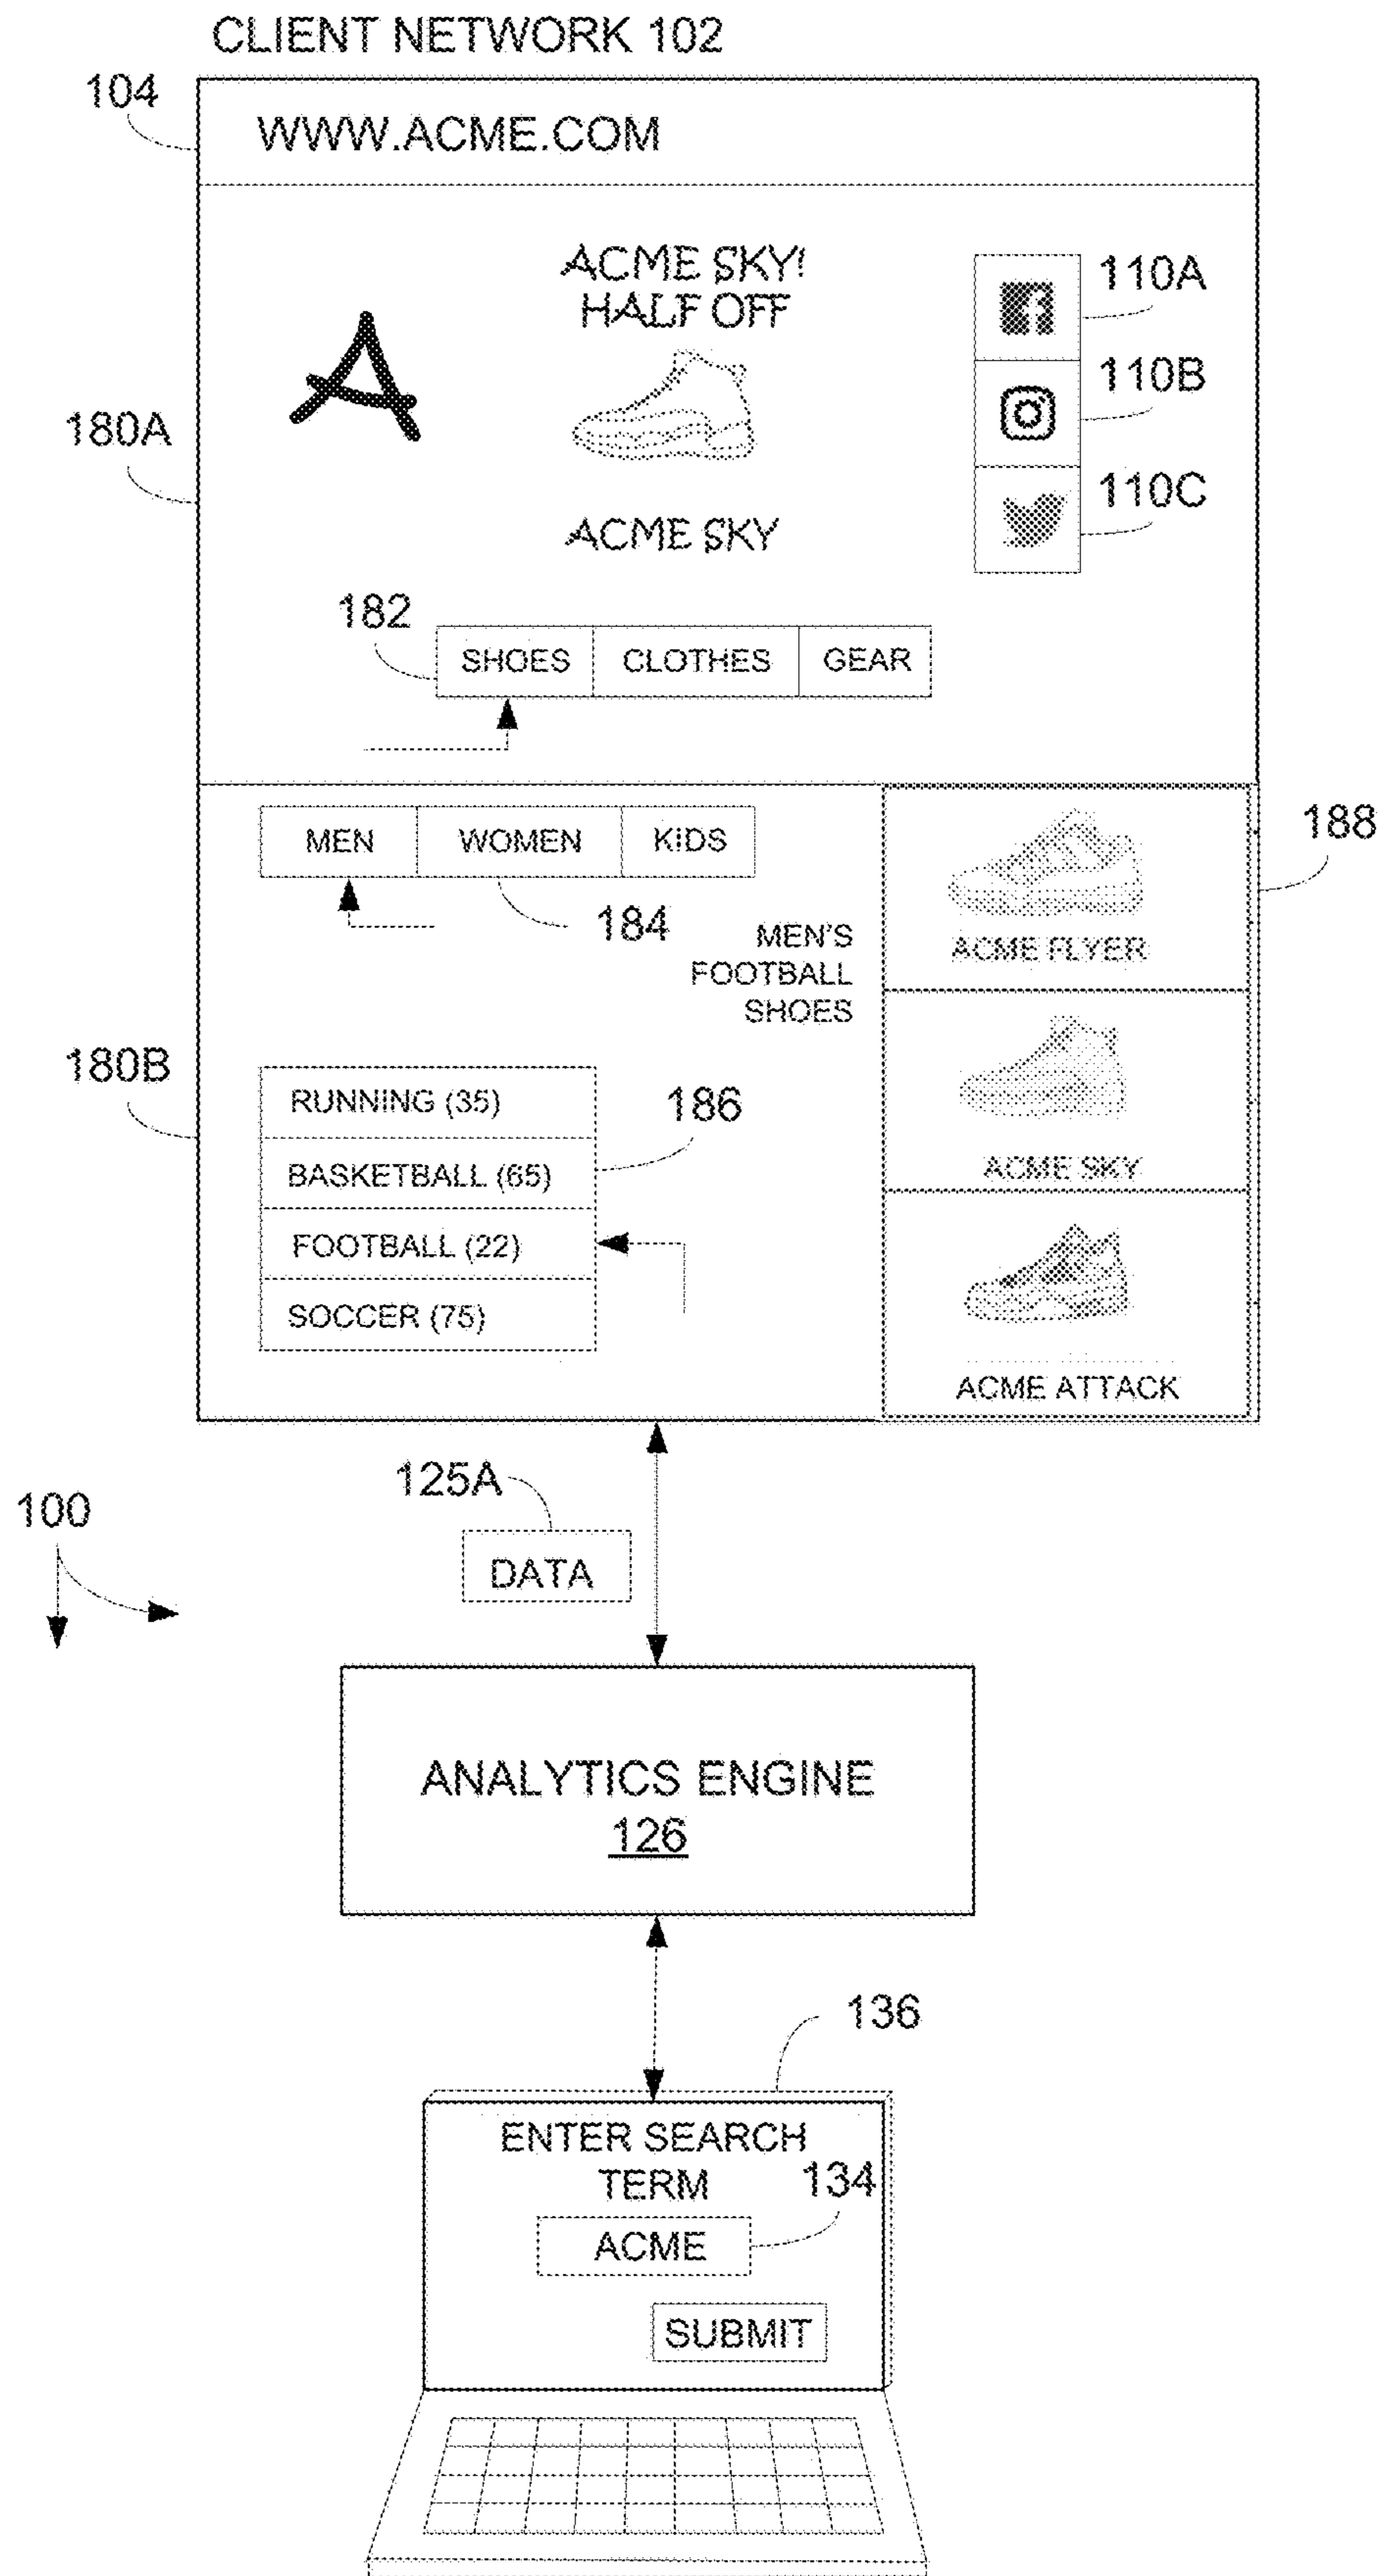 CLIENT NETWORK 102
104
WWW.ACME.COM
ACME SKY!
HALF OFF
110A
110B
110C
180A
ACME SKY
182
SHOES CLOTHES GEAR
MEN WOMEN KIDS
184
188
MEN'S
FOOTBALL
SHOES
ACME FLYER
180B
RUNNING (35)
186
BASKETBALL (65)
FOOTBALL (22)
SOCCER (75)
ACME SKY
ACME ATTACK
125A
100
DATA
ANALYTICS ENGINE
126
136
ENTER SEARCH
TERM
134
ACME
SUBMIT